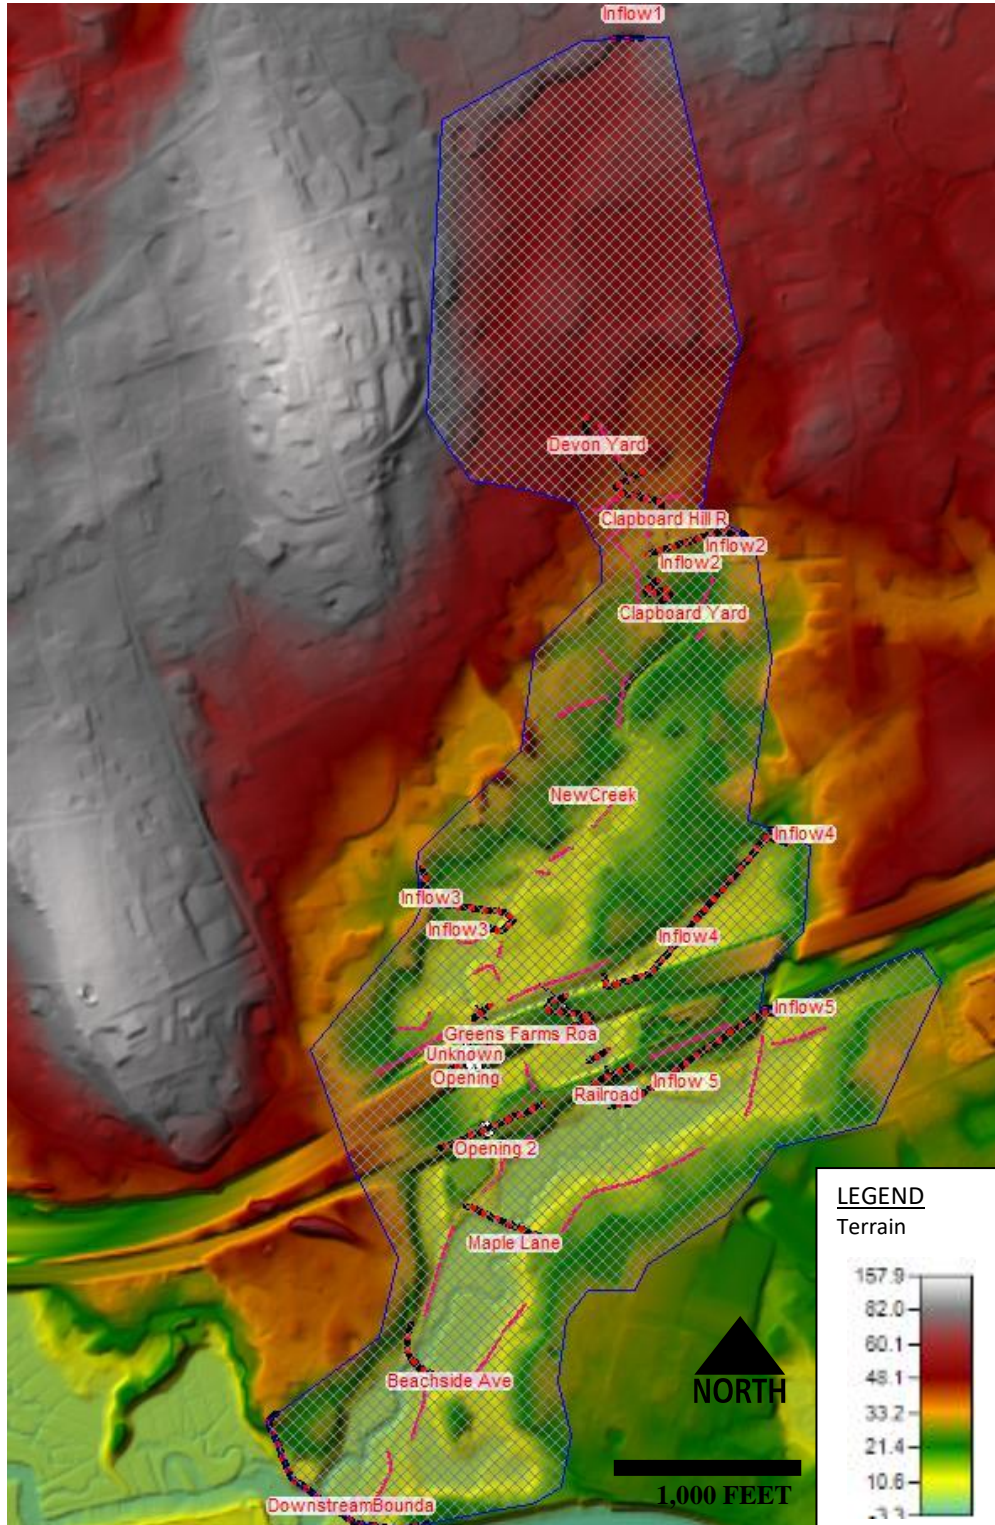 Inflow1
Devon Yard
Clapboard Hill R
Inflow2
Inflow2
Clapboard Yard
NewCreek
Inflow4
Inflow3
Inflow3
Inflow4
Inflow5
Greens Farms Roa
Unknown
Opening
Inflow 5
Railroad
Opening 2
Maple Lane
Beachside Ave
DownstreamBounda
LEGEND
Terrain
157.9
82.0
60.1
48.1
33.2
21.4
10.6
-3.3
NORTH
1,000 FEET